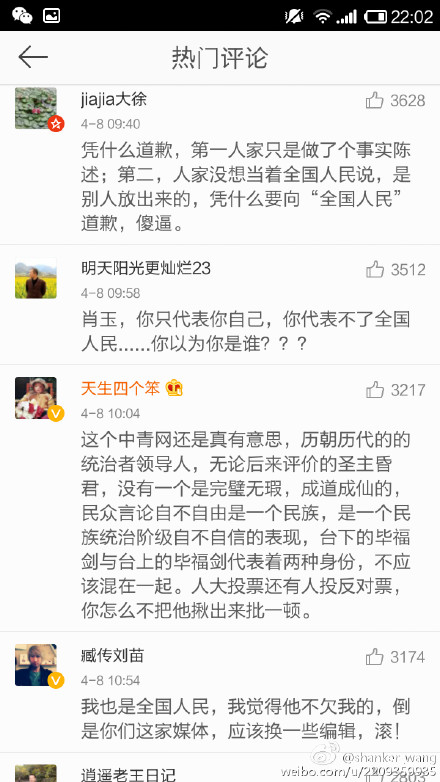 22:02
热门评论
jiajia大徐
3628
4-8 09:40
凭什么道歉，第一人家只是做了个事实陈
述；第二，人家没想当着全国人民说，是
别人放出来的，凭什么要向“全国人民”
道歉，傻逼。
明天阳光更灿烂23
3512
4-8 09:58
肖玉，你只代表你自己，你代表不了全国
人民......你以为你是谁？？？
天生四个笨
3217
4-8 10:04
这个中青网还是真有意思，历朝历代的的
统治者领导人，无论后来评价的圣主昏
君，没有一个是完璧无瑕，成道成仙的，
民众言论自不自由是一个民族，是一个民
族统治阶级自不自信的表现，台下的毕福
剑与台上的毕福剑代表着两种身份，不应
该混在一起。人大投票还有人投反对票，
你怎么不把他揪出来批一顿。
臧传刘苗
3174
4-8 10:54
我也是全国人民，我觉得他不欠我的，倒
是你们这家媒体，应该换一些编辑，滚！
@shanker_wang
逍遥老王日记
2803